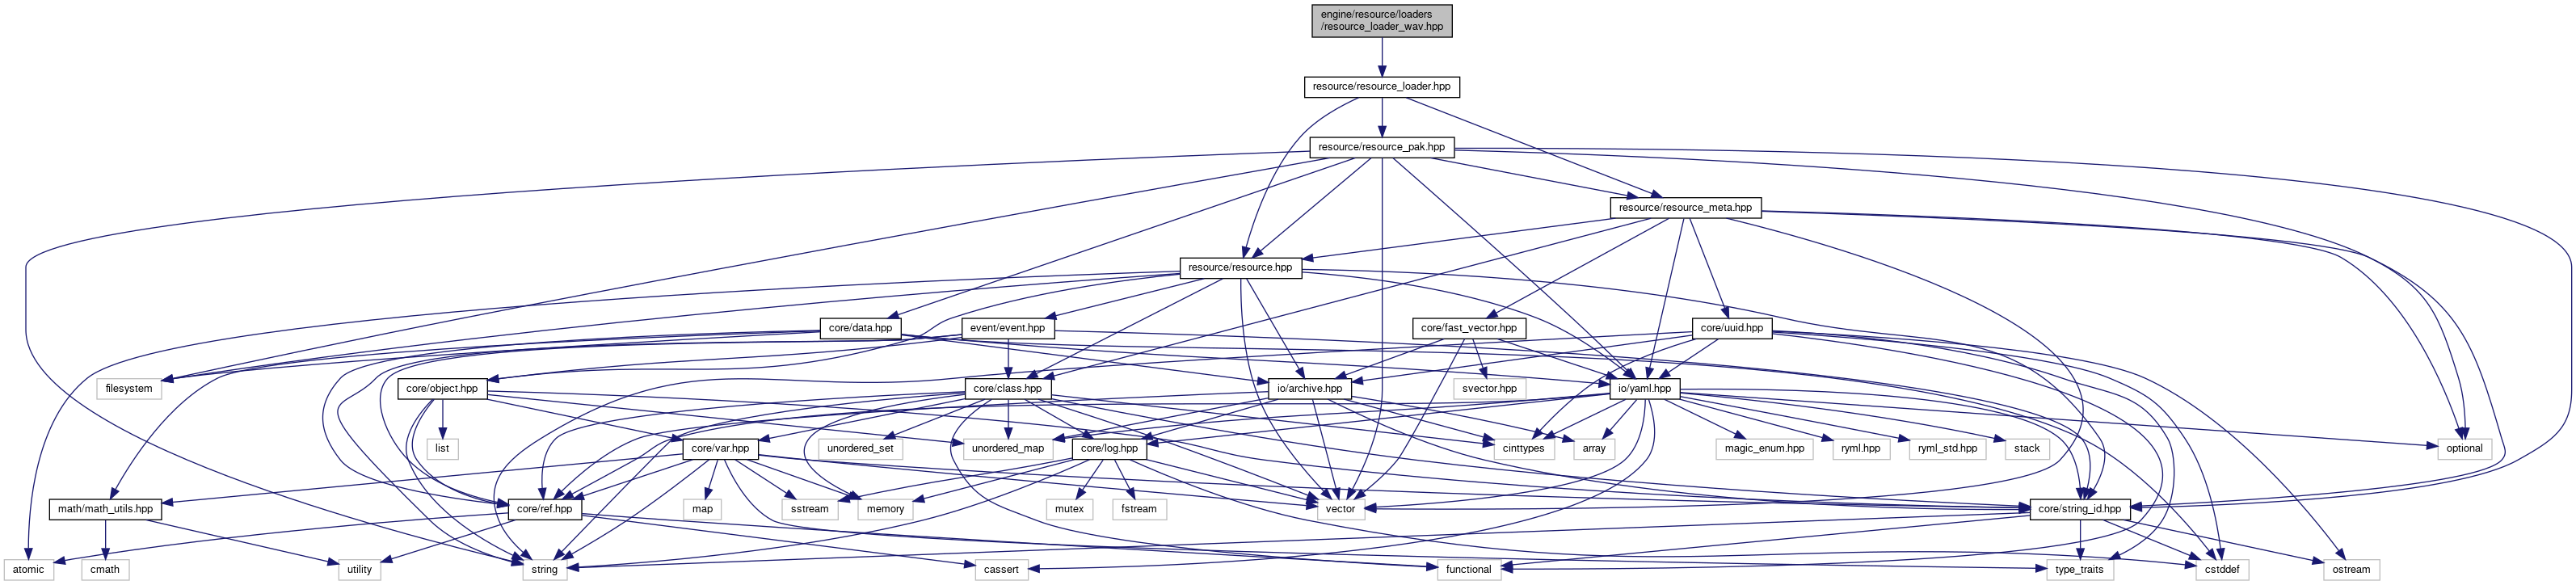 engine/resource/loaders
/resource_loader_wav.hpp
resource/resource_loader.hpp
resource/resource_pak.hpp
resource/resource_meta.hpp
resource/resource.hpp
core/data.hpp
event/event.hpp
core/fast_vector.hpp
core/uuid.hpp
filesystem
core/object.hpp
core/class.hpp
io/archive.hpp
svector.hpp
io/yaml.hpp
list
core/var.hpp
unordered_set
unordered_map
core/log.hpp
cinttypes
array
magic_enum.hpp
ryml.hpp
ryml_std.hpp
stack
optional
math/math_utils.hpp
core/ref.hpp
map
sstream
memory
mutex
fstream
vector
core/string_id.hpp
atomic
cmath
utility
string
cassert
functional
type_traits
cstddef
ostream